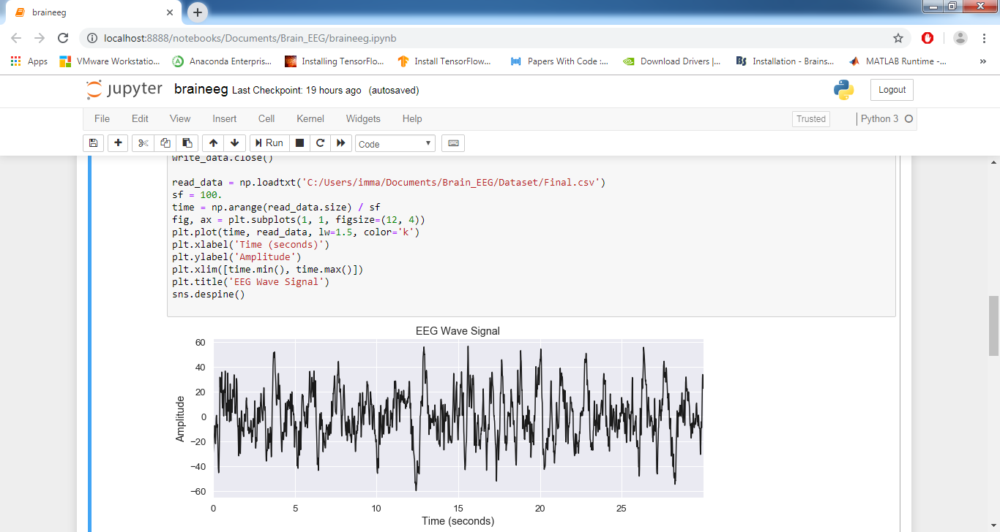 braineeg
localhost:8888/notebooks/Documents/Brain_EEG/braineeg.ipynb
Apps VMware Workstatio... Anaconda Enterpris... Installing TensorFlo... Install TensorFlow... Papers With Code :... Download Drivers |... Installation - Brains... MATLAB Runtime -... »
jupyter braineeg Last Checkpoint: 19 hours ago (autosaved) Logout
File Edit View Insert Cell Kernel Widgets Help Trusted Python 3
Run Code
write_data.close()
read_data = np.loadtxt('C:/Users/imma/Documents/Brain_EEG/Dataset/Final.csv')
sf = 100.
time = np.arange(read_data.size) / sf
fig, ax = plt.subplots(1, 1, figsize=(12, 4))
plt.plot(time, read_data, lw=1.5, color='k')
plt.xlabel('Time (seconds)')
plt.ylabel('Amplitude')
plt.xlim([time.min(), time.max()])
plt.title('EEG Wave Signal')
sns.despine()
EEG Wave Signal
Amplitude
60
40
20
0
−20
−40
−60
0 5 10 15 20 25
Time (seconds)